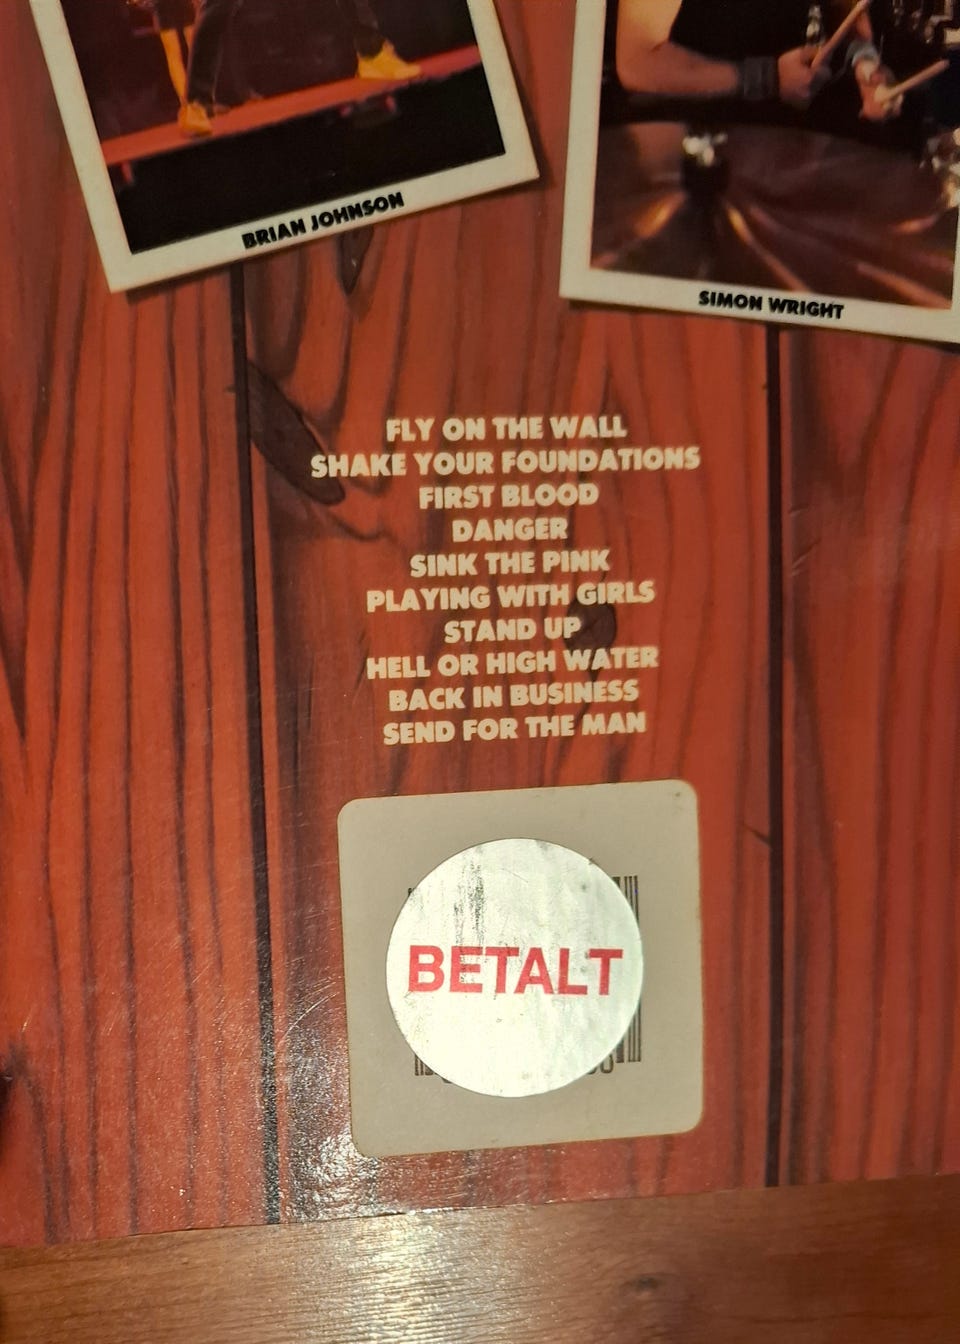 BRIAN JOHNSON
SIMON WRIGHT
FLY ON THE WALL
SHAKE YOUR FOUNDATIONS
FIRST BLOOD
DANGER
SINK THE PINK
PLAYING WITH GIRLS
STAND UP
HELL OR HIGH WATER
BACK IN BUSINESS
SEND FOR THE MAN
BETALT